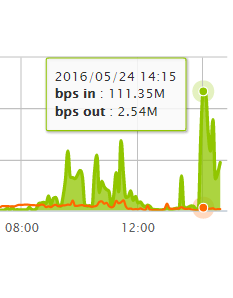 2016/05/24 14:15
bps in : 111.35M
bps out : 2.54M
08:00
12:00